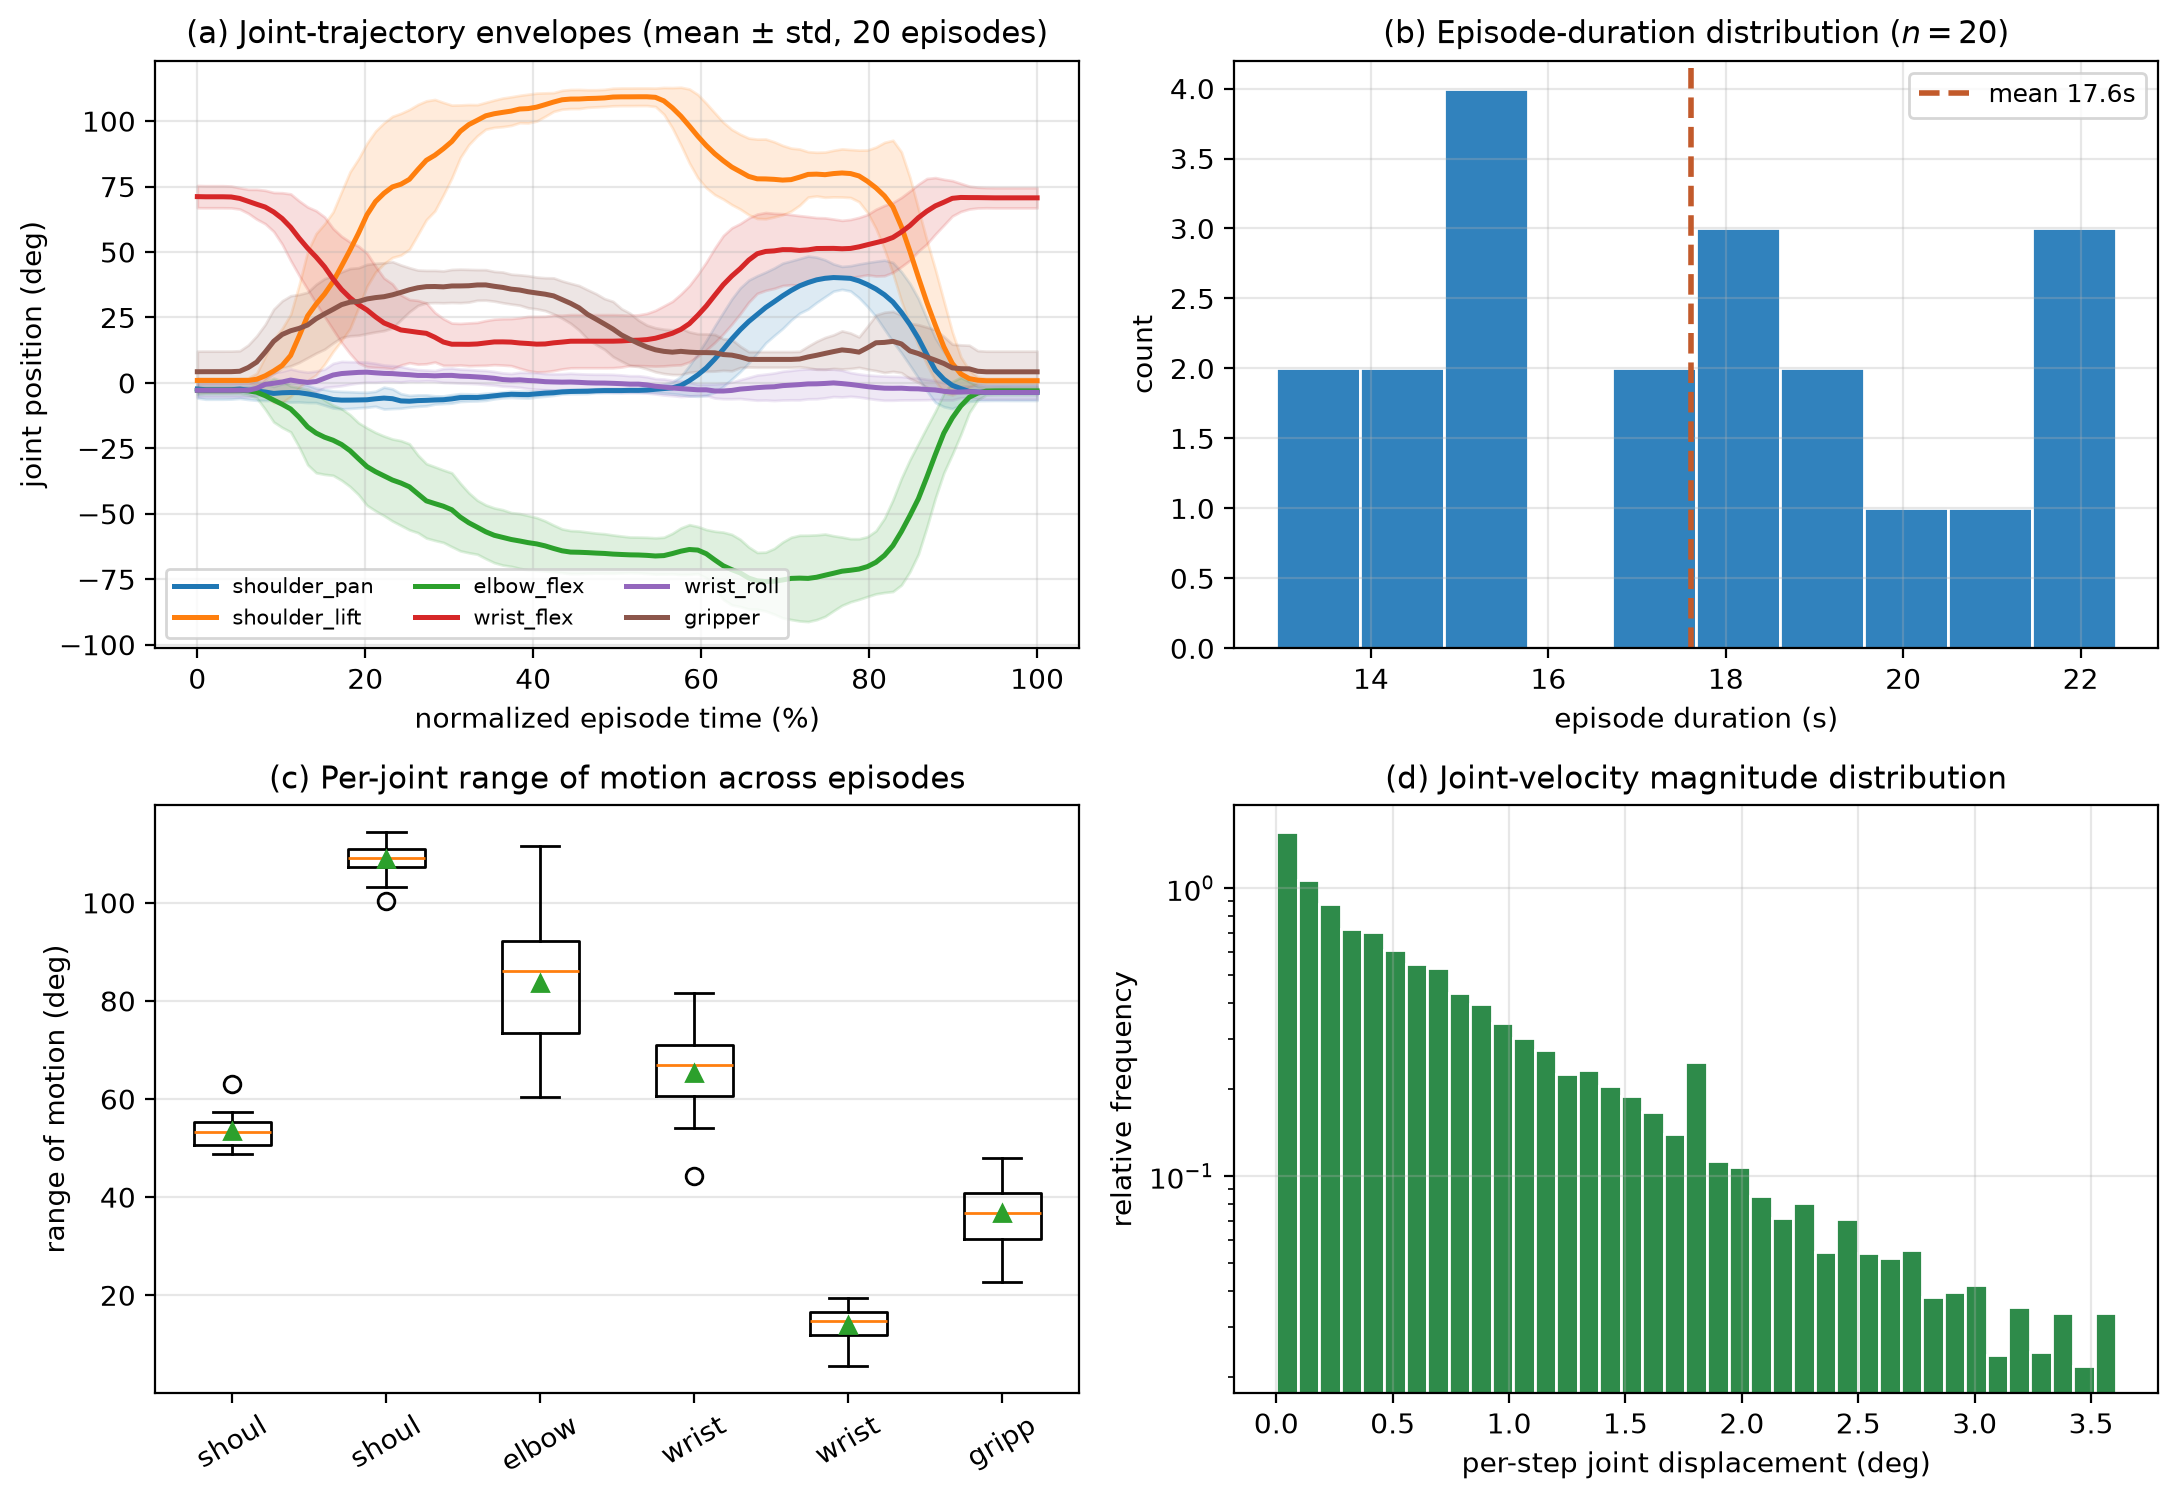 (a) Joint-trajectory envelopes (mean ± std, 20 episodes)
joint position (deg)
100
75
50
25
0
−25
−50
−75
−100
shoulder_pan
shoulder_lift
elbow_flex
wrist_flex
wrist_roll
gripper
0 20 40 60 80 100
normalized episode time (%)
(b) Episode-duration distribution (n = 20)
count
4.0
3.5
3.0
2.5
2.0
1.5
1.0
0.5
0.0
mean 17.6s
14 16 18 20 22
episode duration (s)
(c) Per-joint range of motion across episodes
range of motion (deg)
100
80
60
40
20
shoul shoul elbow wrist wrist gripp
(d) Joint-velocity magnitude distribution
relative frequency
10⁰
10⁻¹
0.0 0.5 1.0 1.5 2.0 2.5 3.0 3.5
per-step joint displacement (deg)